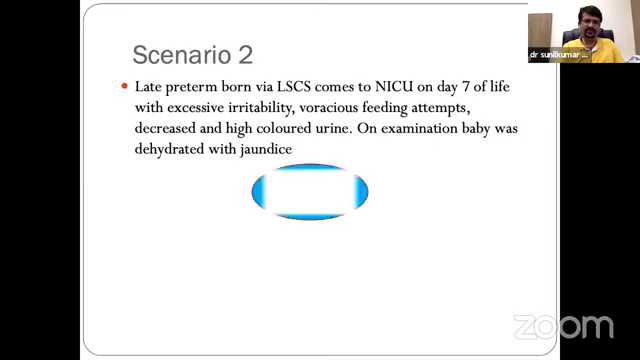 Scenario 2
Late preterm born via LSCS comes to NICU on day 7 of life
with excessive irritability, voracious feeding attempts,
decreased and high coloured urine. On examination baby was
dehydrated with jaundice
dr sunilkumar ...
zoom